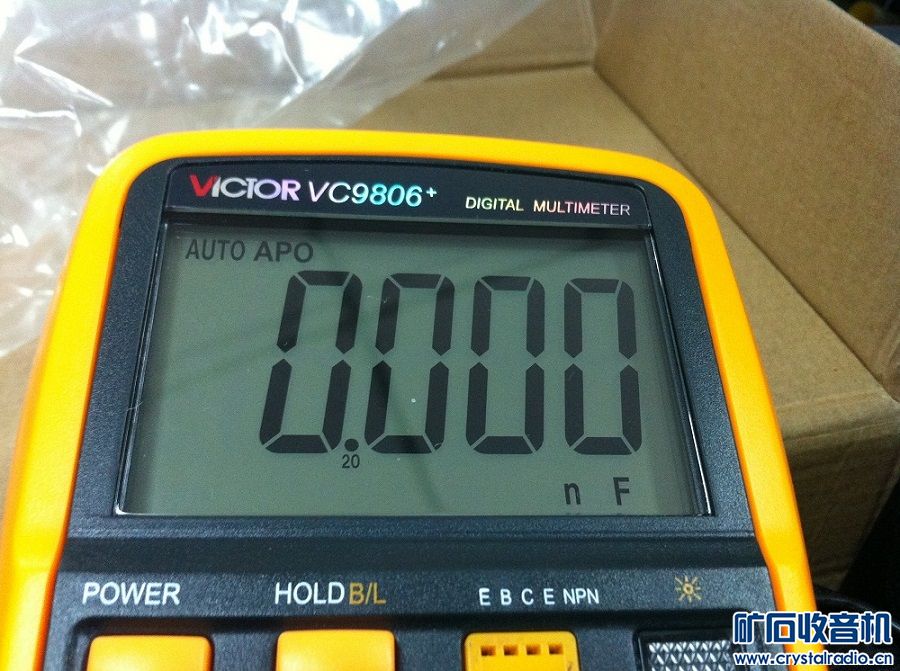 VICTOR VC9806+ DIGITAL MULTIMETER
AUTO APO
0.000
20
n F
POWER HOLD B/L E B C E NPN
矿石收音机
www.crystalradio.cn